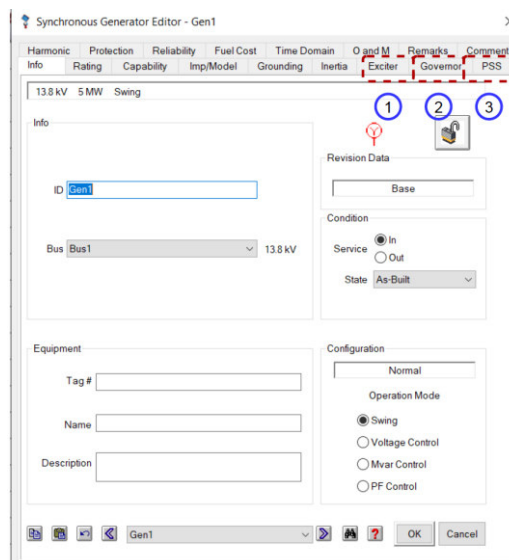 Synchronous Generator Editor - Gen1
Harmonic Protection Reliability Fuel Cost Time Domain O and M Remarks Comment
Info Rating Capability Imp/Model Grounding Inertia Exciter Governor PSS
13.8 kV 5 MW Swing
1 2 3
Info
Revision Data
Base
ID Gen1
Condition
Service In
Out
Bus Bus1 13.8 kV
State As-Built
Equipment
Configuration
Normal
Tag #
Operation Mode
Name
Swing
Voltage Control
Description
Mvar Control
PF Control
Gen1 ? OK Cancel